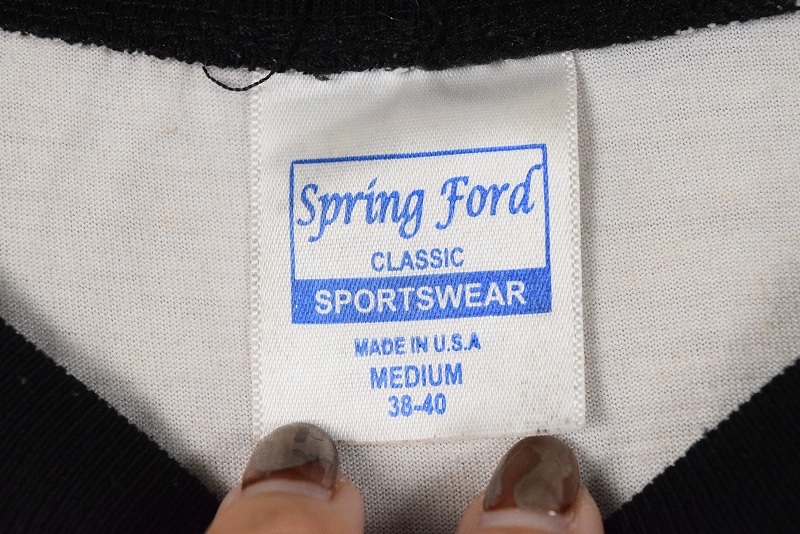 Spring Ford
CLASSIC
SPORTSWEAR
MADE IN U.S.A
MEDIUM
38-40